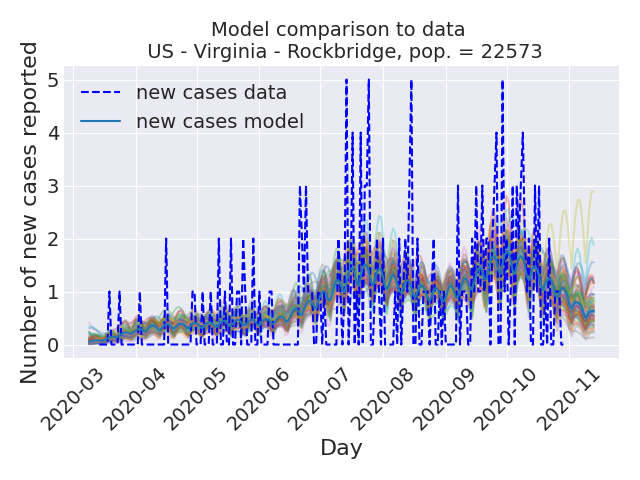 Model comparison to data
US - Virginia - Rockbridge, pop. = 22573
Number of new cases reported
5
4
3
2
1
0
new cases data
new cases model
2020-03
2020-04
2020-05
2020-06
2020-07
2020-08
2020-09
2020-10
2020-11
Day